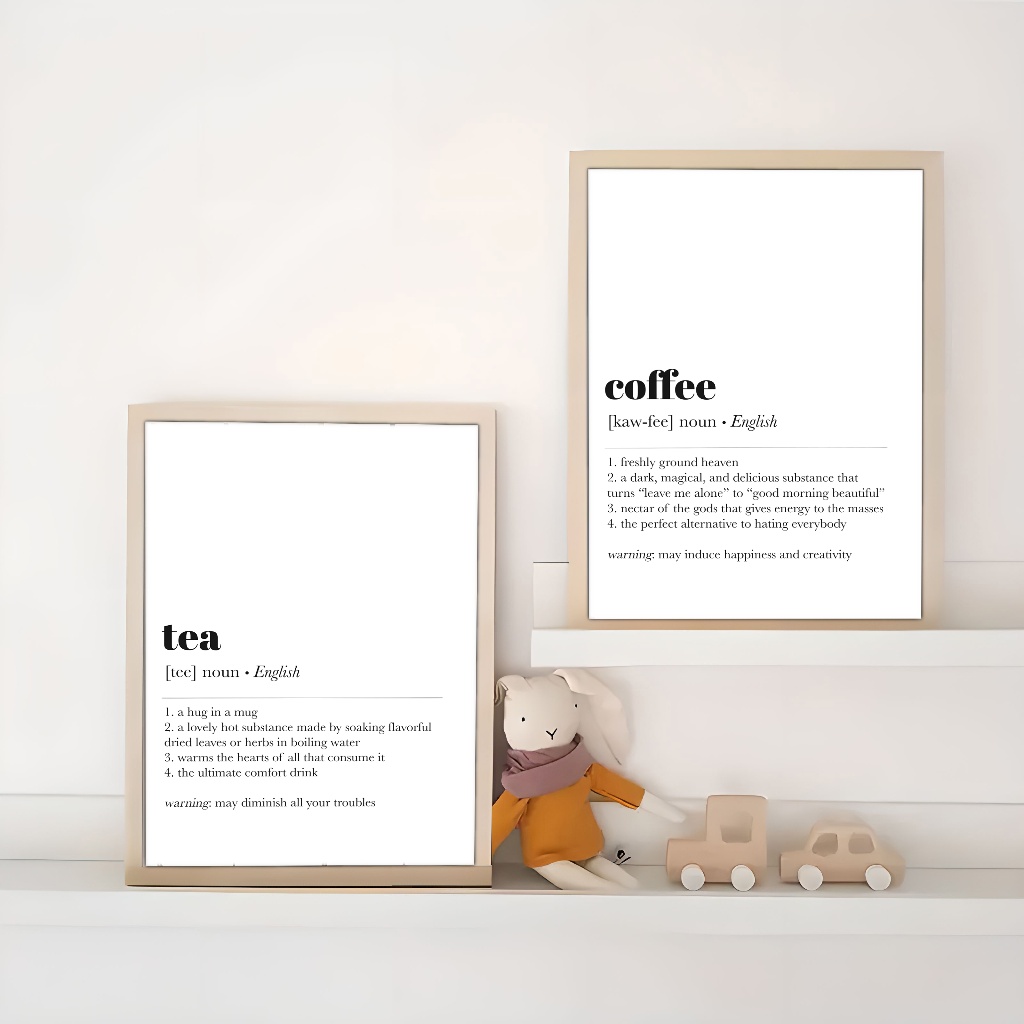 coffee
[kaw-fee] noun • English
1. freshly ground heaven
2. a dark, magical, and delicious substance that
turns “leave me alone” to “good morning beautiful”
3. nectar of the gods that gives energy to the masses
4. the perfect alternative to hating everybody
warning: may induce happiness and creativity
tea
[tee] noun • English
1. a hug in a mug
2. a lovely hot substance made by soaking flavorful
dried leaves or herbs in boiling water
3. warms the hearts of all that consume it
4. the ultimate comfort drink
warning: may diminish all your troubles